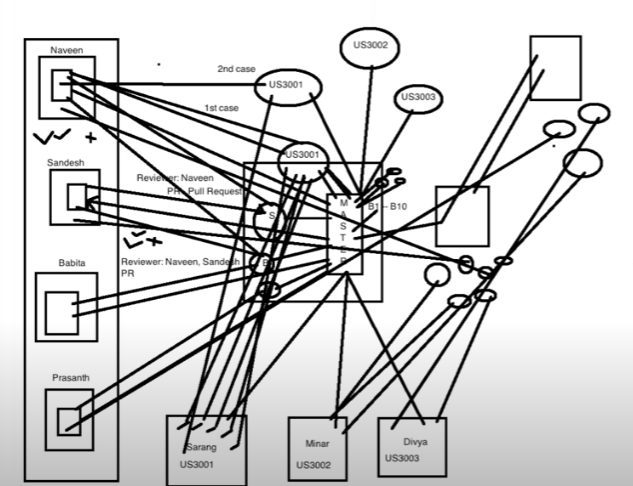 Naveen
2nd case
US3001
US3002
US3003
1st case
US3001
Sandesh
Reviewer: Naveen
PR: Pull Request
S
M
A
S
T
E
R
B1 - B10
Babita
Reviewer: Naveen, Sandesh
PR
B
Prasanth
Sarang
US3001
Minar
US3002
Divya
US3003